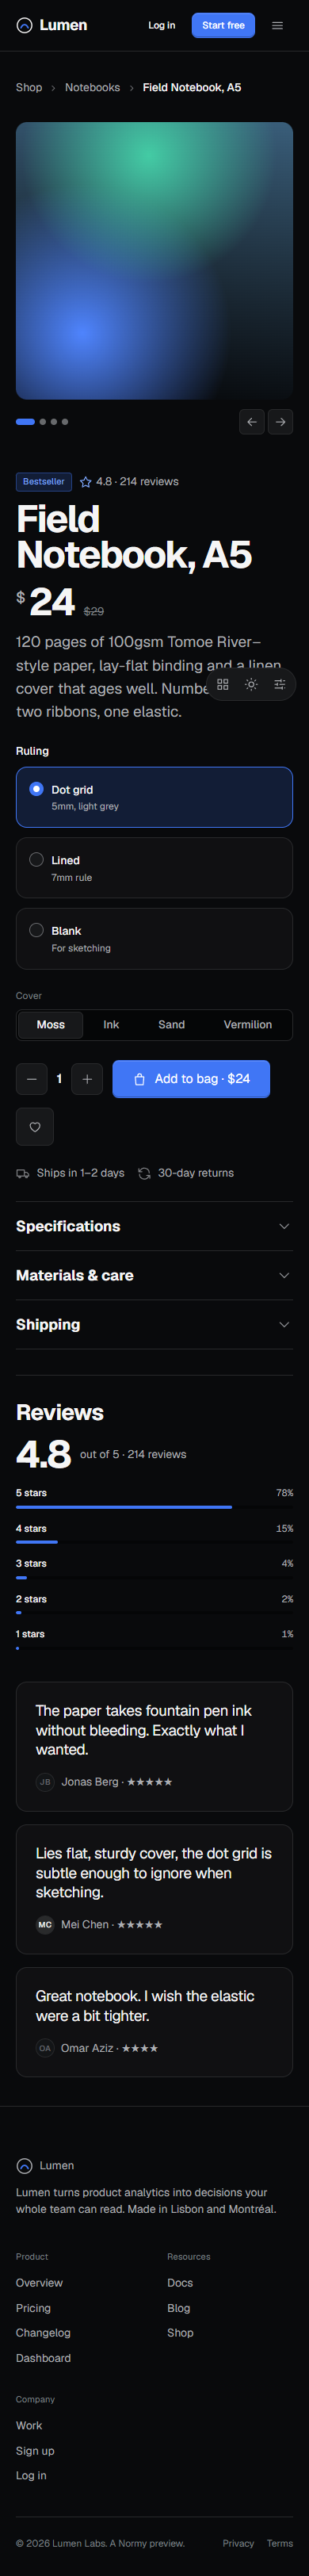 Lumen
Log in
Start free
Shop
Notebooks
Field Notebook, A5
Bestseller
4.8 · 214 reviews
Field
Notebook, A5
$24 $29
120 pages of 100gsm Tomoe River–
style paper, lay-flat binding and a linen
cover that ages well.
two ribbons, one elastic.
Ruling
Dot grid
5mm, light grey
Lined
7mm rule
Blank
For sketching
Cover
Moss
Ink
Sand
Vermilion
1
Add to bag · $24
Ships in 1–2 days
30-day returns
Specifications
Materials & care
Shipping
Reviews
4.8 out of 5 · 214 reviews
5 stars 78%
4 stars 15%
3 stars 4%
2 stars 2%
1 stars 1%
The paper takes fountain pen ink
without bleeding. Exactly what I
wanted.
JB Jonas Berg · ★★★★★
Lies flat, sturdy cover, the dot grid is
subtle enough to ignore when
sketching.
MC Mei Chen · ★★★★★
Great notebook. I wish the elastic
were a bit tighter.
OA Omar Aziz · ★★★★
Lumen
Lumen turns product analytics into decisions your
whole team can read. Made in Lisbon and Montréal.
Product
Overview
Pricing
Changelog
Dashboard
Resources
Docs
Blog
Shop
Company
Work
Sign up
Log in
© 2026 Lumen Labs. A Normy preview.
Privacy
Terms